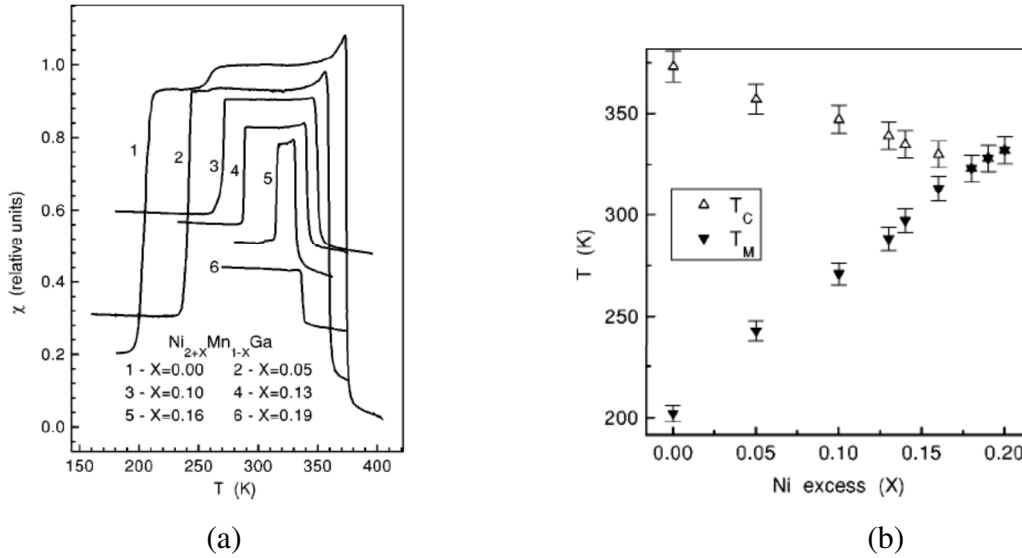 χ (relative units)
1.0
0.8
0.6
0.4
0.2
0.0
1
2
3
4
5
6
Ni2+XMn1-XGa
1 - X=0.00 2 - X=0.05
3 - X=0.10 4 - X=0.13
5 - X=0.16 6 - X=0.19
150 200 250 300 350 400
T (K)
(a)
T (K)
350
300
250
200
TC
TM
0.00 0.05 0.10 0.15 0.20
Ni excess (X)
(b)